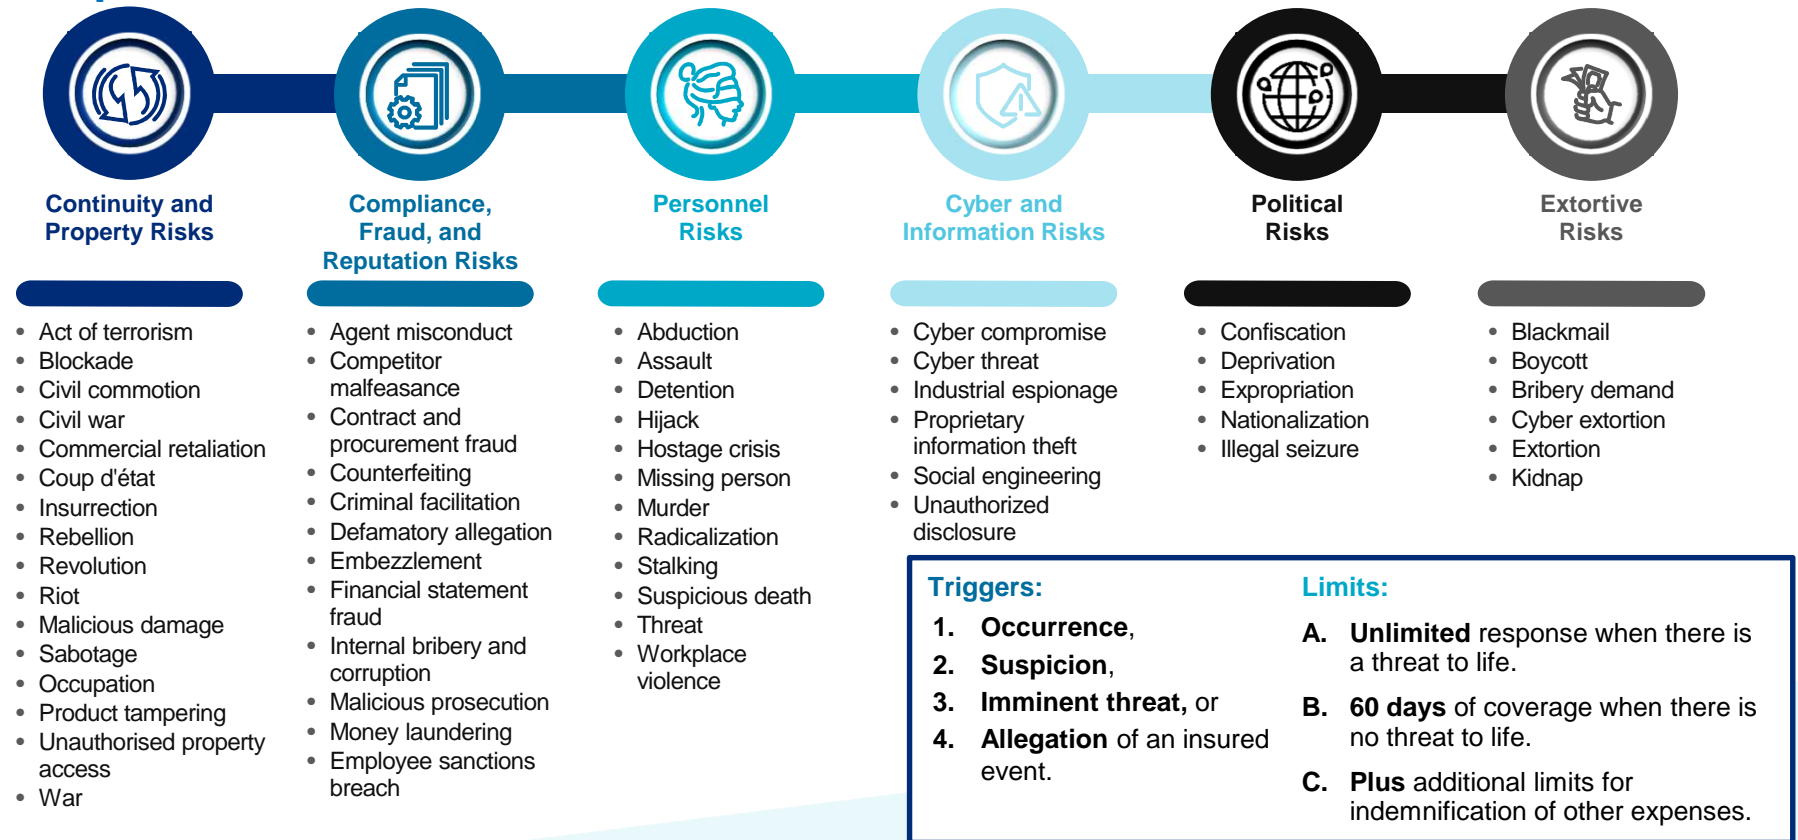 Continuity and
Property Risks
• Act of terrorism
• Blockade
• Civil commotion
• Civil war
• Commercial retaliation
• Coup d'état
• Insurrection
• Rebellion
• Revolution
• Riot
• Malicious damage
• Sabotage
• Occupation
• Product tampering
• Unauthorised property
access
• War
Compliance,
Fraud, and
Reputation Risks
• Agent misconduct
• Competitor
malfeasance
• Contract and
procurement fraud
• Counterfeiting
• Criminal facilitation
• Defamatory allegation
• Embezzlement
• Financial statement
fraud
• Internal bribery and
corruption
• Malicious prosecution
• Money laundering
• Employee sanctions
breach
Personnel
Risks
• Abduction
• Assault
• Detention
• Hijack
• Hostage crisis
• Missing person
• Murder
• Radicalization
• Stalking
• Suspicious death
• Threat
• Workplace
violence
Cyber and
Information Risks
• Cyber compromise
• Cyber threat
• Industrial espionage
• Proprietary
information theft
• Social engineering
• Unauthorized
disclosure
Political
Risks
• Confiscation
• Deprivation
• Expropriation
• Nationalization
• Illegal seizure
Extortive
Risks
• Blackmail
• Boycott
• Bribery demand
• Cyber extortion
• Extortion
• Kidnap
Triggers:
1. Occurrence,
2. Suspicion,
3. Imminent threat, or
4. Allegation of an insured
event.
Limits:
A. Unlimited response when there is
a threat to life.
B. 60 days of coverage when there is
no threat to life.
C. Plus additional limits for
indemnification of other expenses.